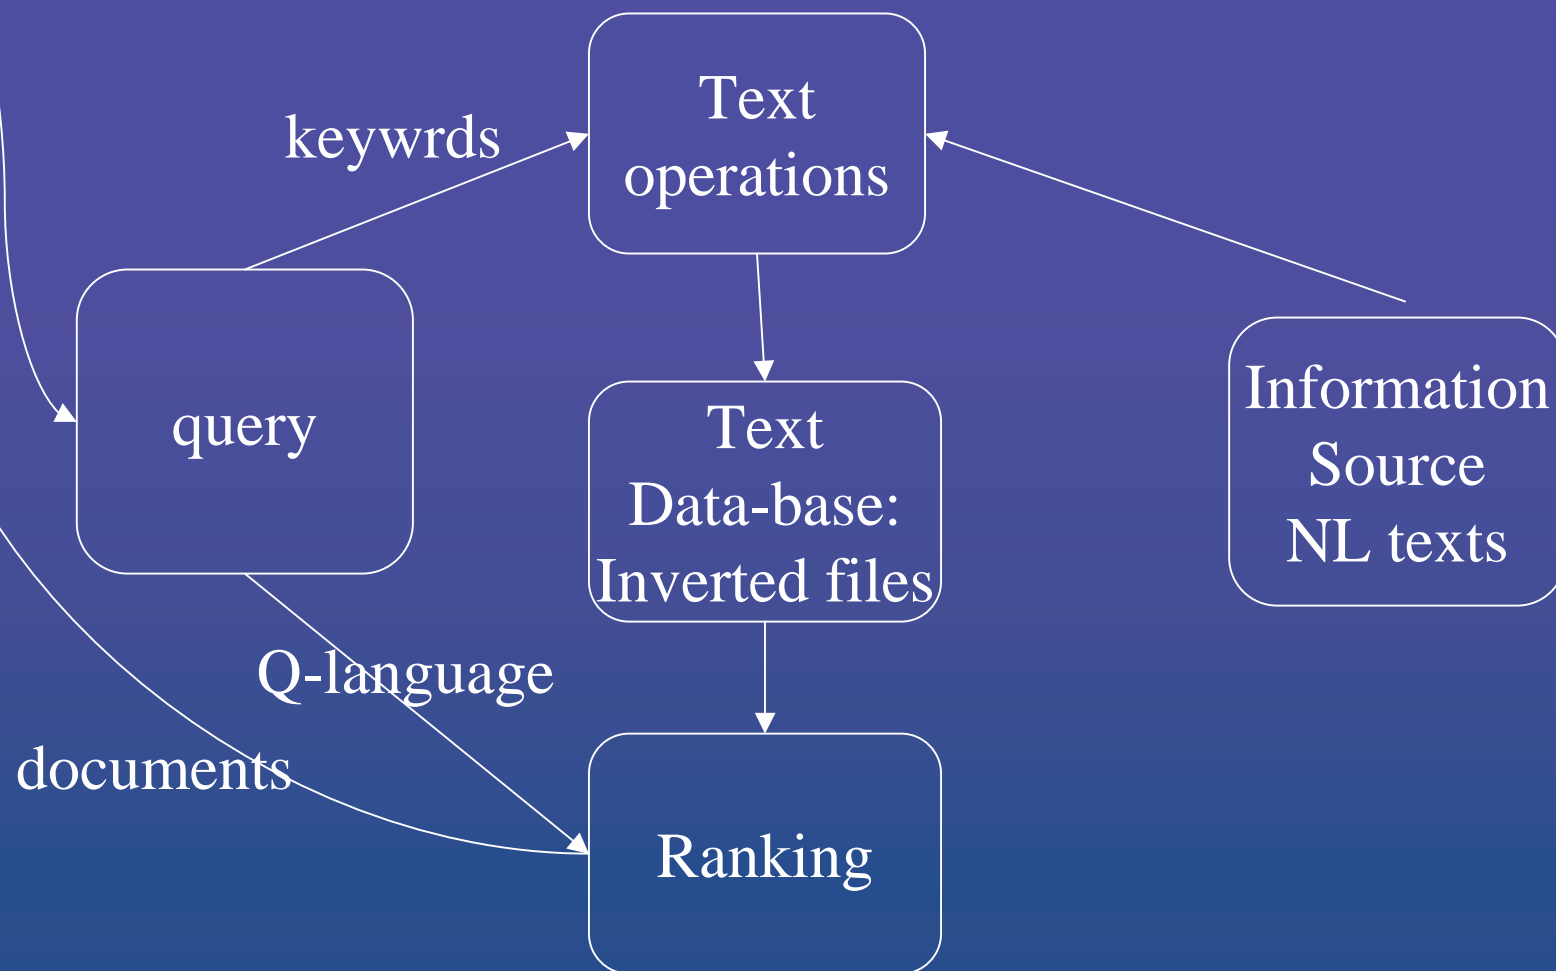 Text
operations
keywrds
query
Text
Data-base:
Inverted files
Information
Source
NL texts
Q-language
documents
Ranking